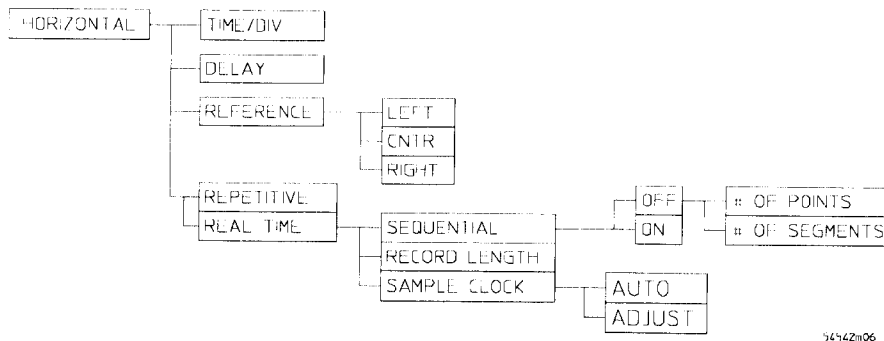 HORIZONTAL
TIME/DIV
DELAY
REFERENCE
LEFT
CNTR
RIGHT
REPETITIVE
REAL TIME
SEQUENTIAL
RECORD LENGTH
SAMPLE CLOCK
OFF
ON
# OF POINTS
# OF SEGMENTS
AUTO
ADJUST
54542m06